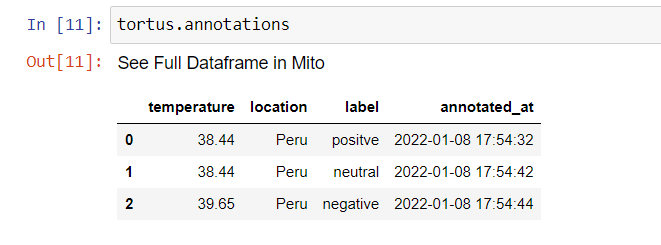 In [11]: tortus.annotations
Out[11]: See Full Dataframe in Mito
temperature location label annotated_at
0 38.44 Peru positve 2022-01-08 17:54:32
1 38.44 Peru neutral 2022-01-08 17:54:42
2 39.65 Peru negative 2022-01-08 17:54:44